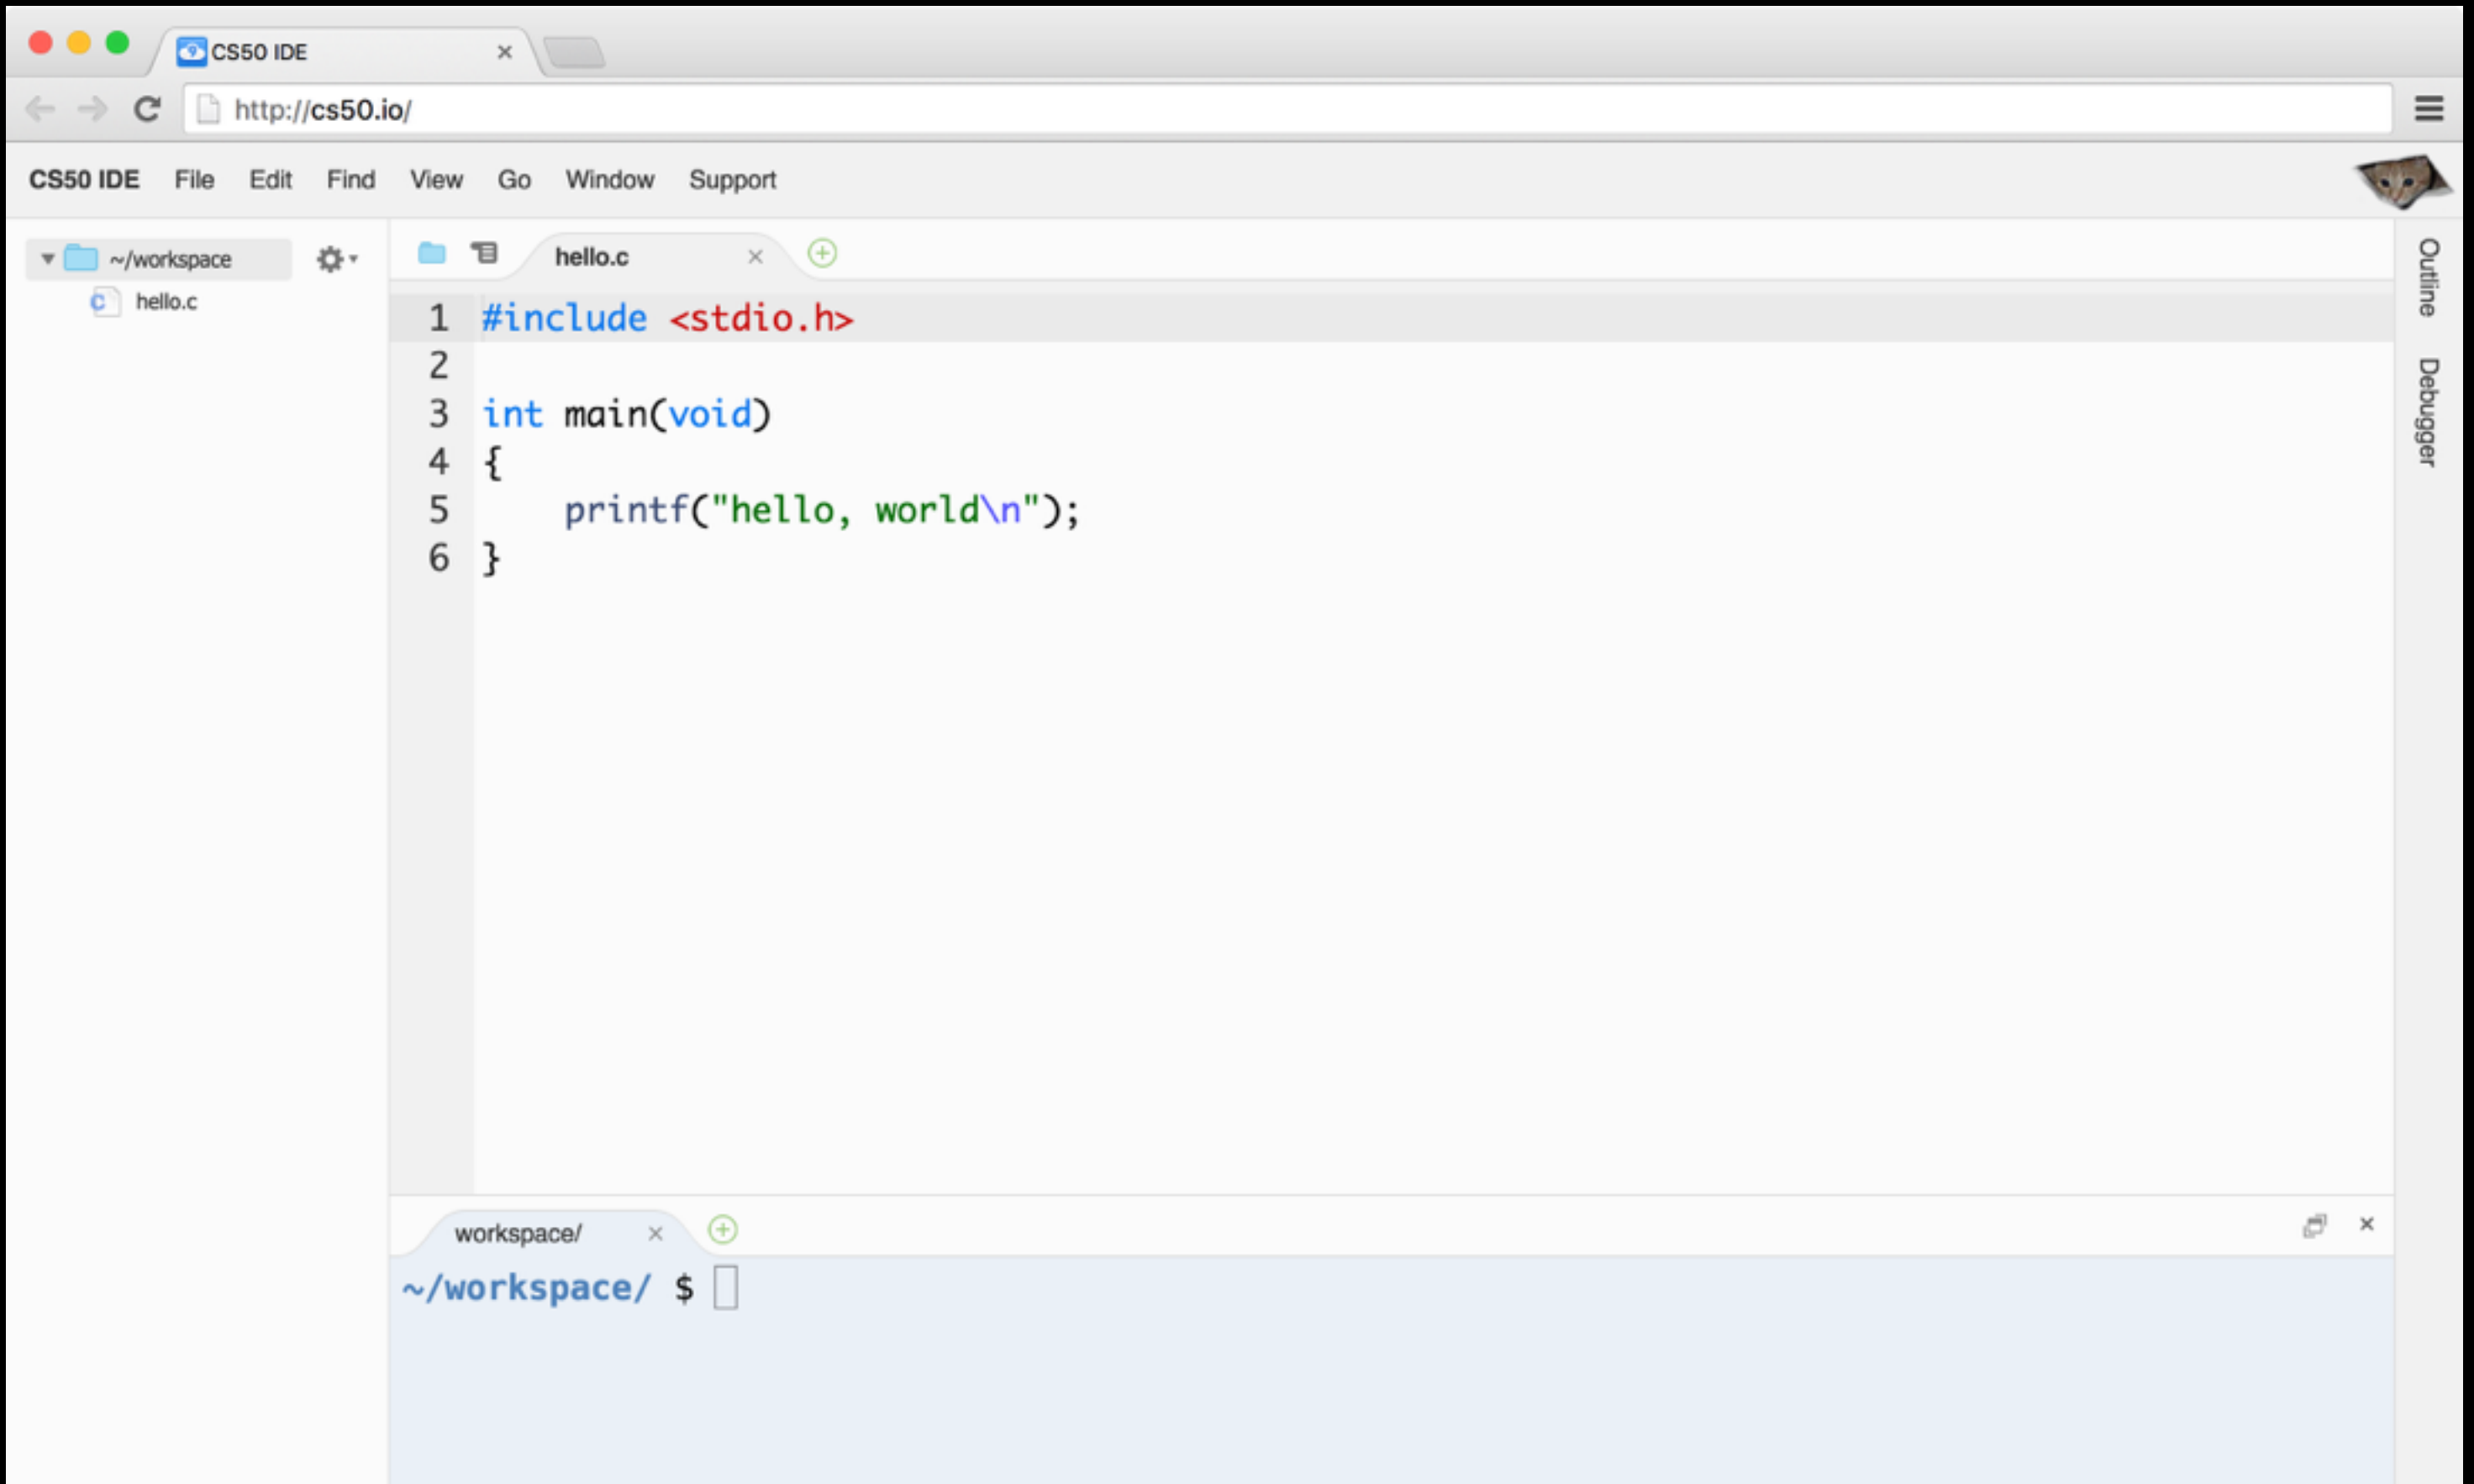 CS50 IDE
http://cs50.io/
CS50 IDE File Edit Find View Go Window Support
~/workspace
hello.c
hello.c
1 #include <stdio.h>
2
3 int main(void)
4 {
5     printf("hello, world\n");
6 }
Outline
Debugger
workspace/
~/workspace/ $